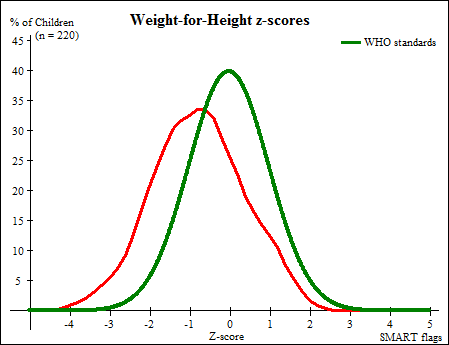 Weight-for-Height z-scores
% of Children
(n = 220)
WHO standards
45
40
35
30
25
20
15
10
5
-4 -3 -2 -1 0 1 2 3 4 5
Z-score
SMART flags